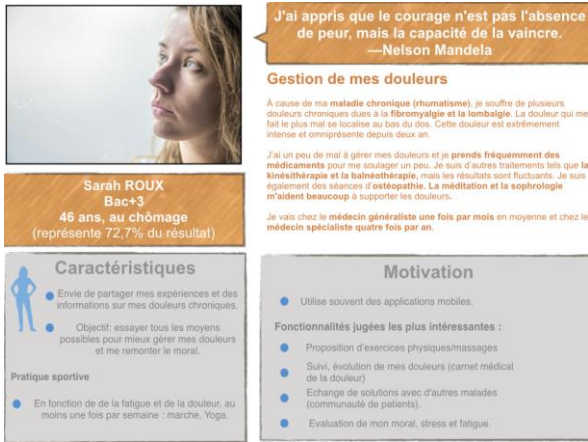 J'ai appris que le courage n'est pas l'absence
de peur, mais la capacité de la vaincre.
—Nelson Mandela
Gestion de mes douleurs
À cause de ma maladie chronique (rhumatisme), je souffre de plusieurs
douleurs chroniques dues à la fibromyalgie et la lombalgie. La douleur qui me
fait le plus mal se localise au bas du dos. Cette douleur est extrêmement
intense et omniprésente depuis deux an.
J'ai un peu de mal à gérer mes douleurs et je prends fréquemment des
médicaments pour me soulager un peu. Je suis d'autres traitements tels que la
kinésithérapie et la balnéothérapie, mais les résultats sont fluctuants. Je suis
également des séances d'ostéopathie. La méditation et la sophrologie
m'aident beaucoup à supporter les douleurs.
Je vais chez le médecin généraliste une fois par mois en moyenne et chez le
médecin spécialiste quatre fois par an.
Sarah ROUX
Bac+3
46 ans, au chômage
(représente 72,7% du résultat)
Caractéristiques
Envie de partager mes expériences et des
informations sur mes douleurs chroniques.
Objectif: essayer tous les moyens
possibles pour mieux gérer mes douleurs
et me remonter le moral.
Pratique sportive
En fonction de de la fatigue et de la douleur, au
moins une fois par semaine : marche, Yoga.
Motivation
Utilise souvent des applications mobiles.
Fonctionnalités jugées les plus intéressantes :
Proposition d'exercices physiques/massages
Suivi, évolution de mes douleurs (carnet médical
de la douleur)
Echange de solutions avec d'autres malades
(communauté de patients).
Evaluation de mon moral, stress et fatigue.